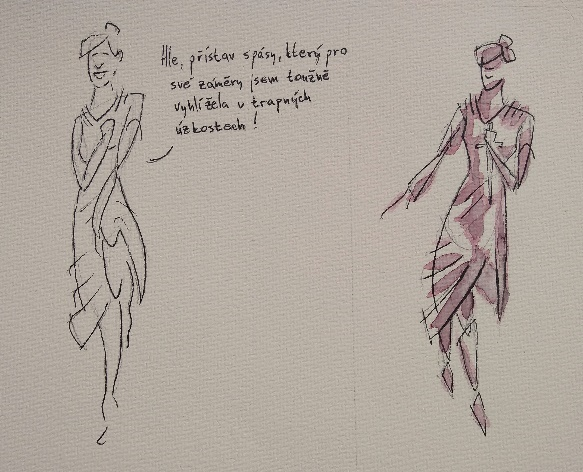 Hle, přístav spásy, který pro
své záměry jsem toužně
vyhlížela v trapných
úzkostech!